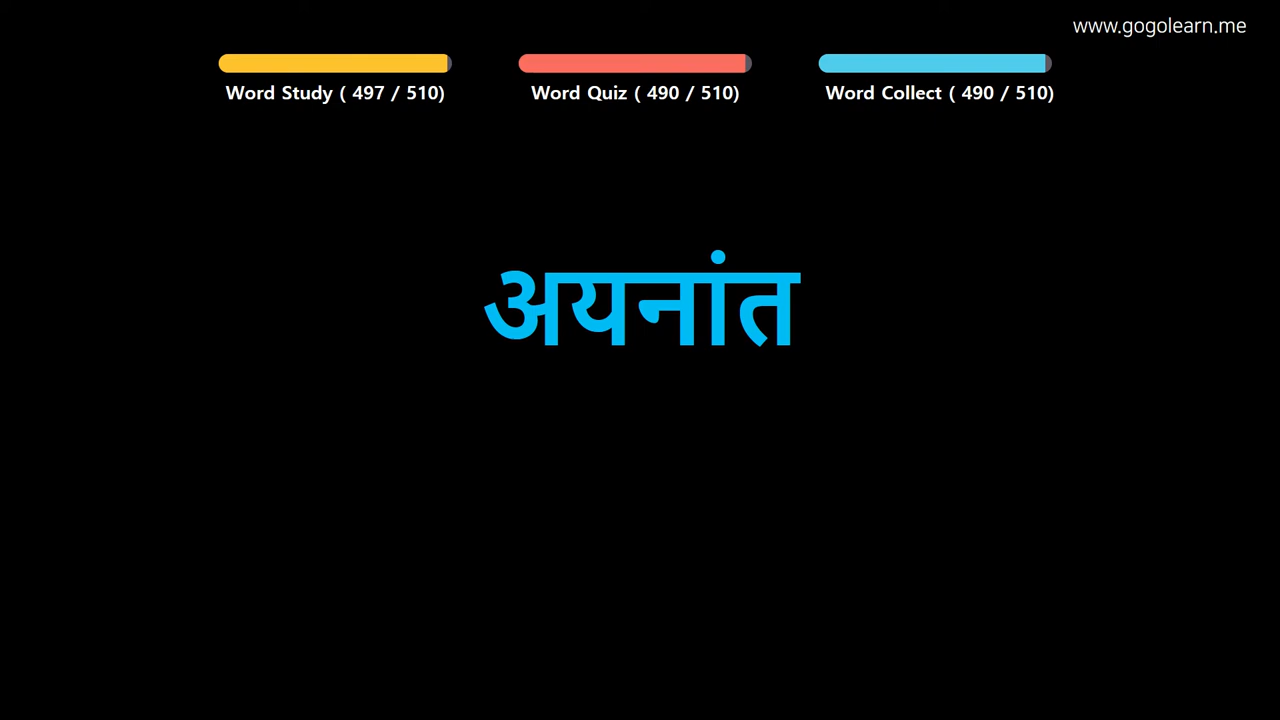 www.gogolearn.me
Word Study ( 497 / 510)
Word Quiz ( 490 / 510)
Word Collect ( 490 / 510)
अयनांत